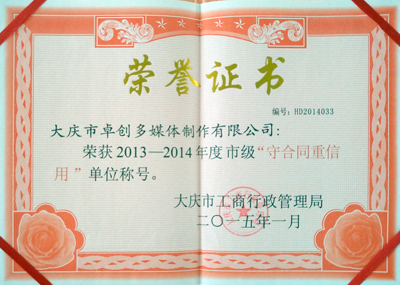 荣誉证书
编号:HD2014033
大庆市卓创多媒体制作有限公司:
荣获2013—2014年度市级“守合同重信
用”单位称号。
大庆市工商行政管理局
二〇一五年一月